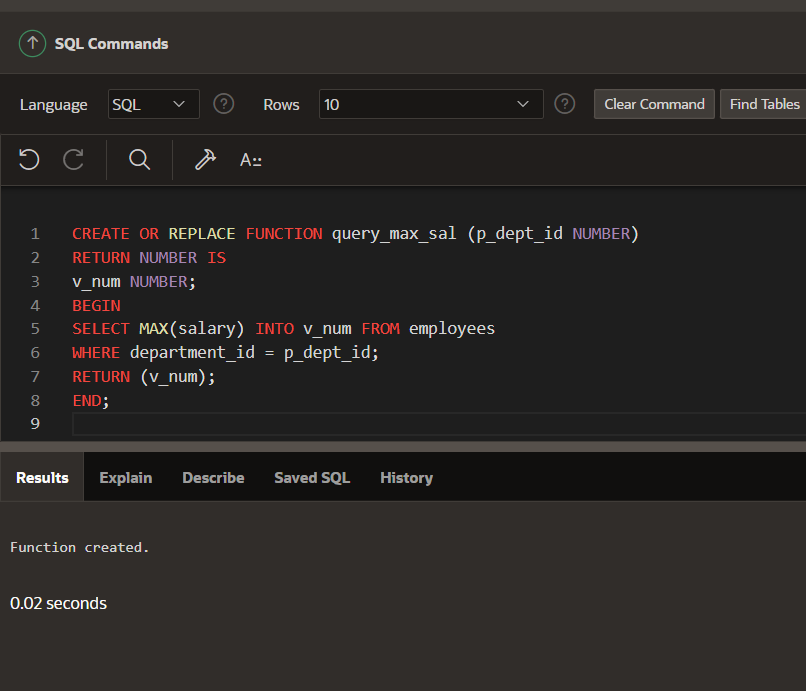 SQL Commands
Language SQL ? Rows 10 ? Clear Command Find Tables
A::
1 CREATE OR REPLACE FUNCTION query_max_sal (p_dept_id NUMBER)
2 RETURN NUMBER IS
3 v_num NUMBER;
4 BEGIN
5 SELECT MAX(salary) INTO v_num FROM employees
6 WHERE department_id = p_dept_id;
7 RETURN (v_num);
8 END;
9
Results Explain Describe Saved SQL History
Function created.
0.02 seconds